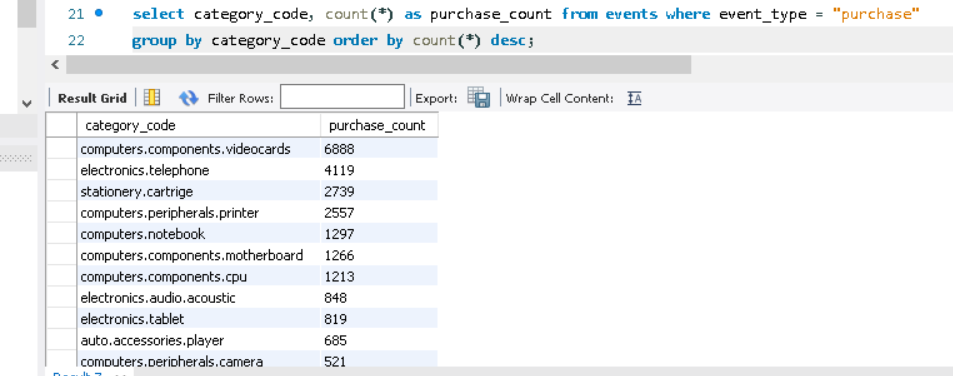 21 select category_code, count(*) as purchase_count from events where event_type = "purchase"
22 group by category_code order by count(*) desc;
Result Grid Filter Rows: Export: Wrap Cell Content: IA
category_code purchase_count
computers.components.videocards 6888
electronics.telephone 4119
stationery.cartrige 2739
computers.peripherals.printer 2557
computers.notebook 1297
computers.components.motherboard 1266
computers.components.cpu 1213
electronics.audio.acoustic 848
electronics.tablet 819
auto.accessories.player 685
computers.peripherals.camera 521